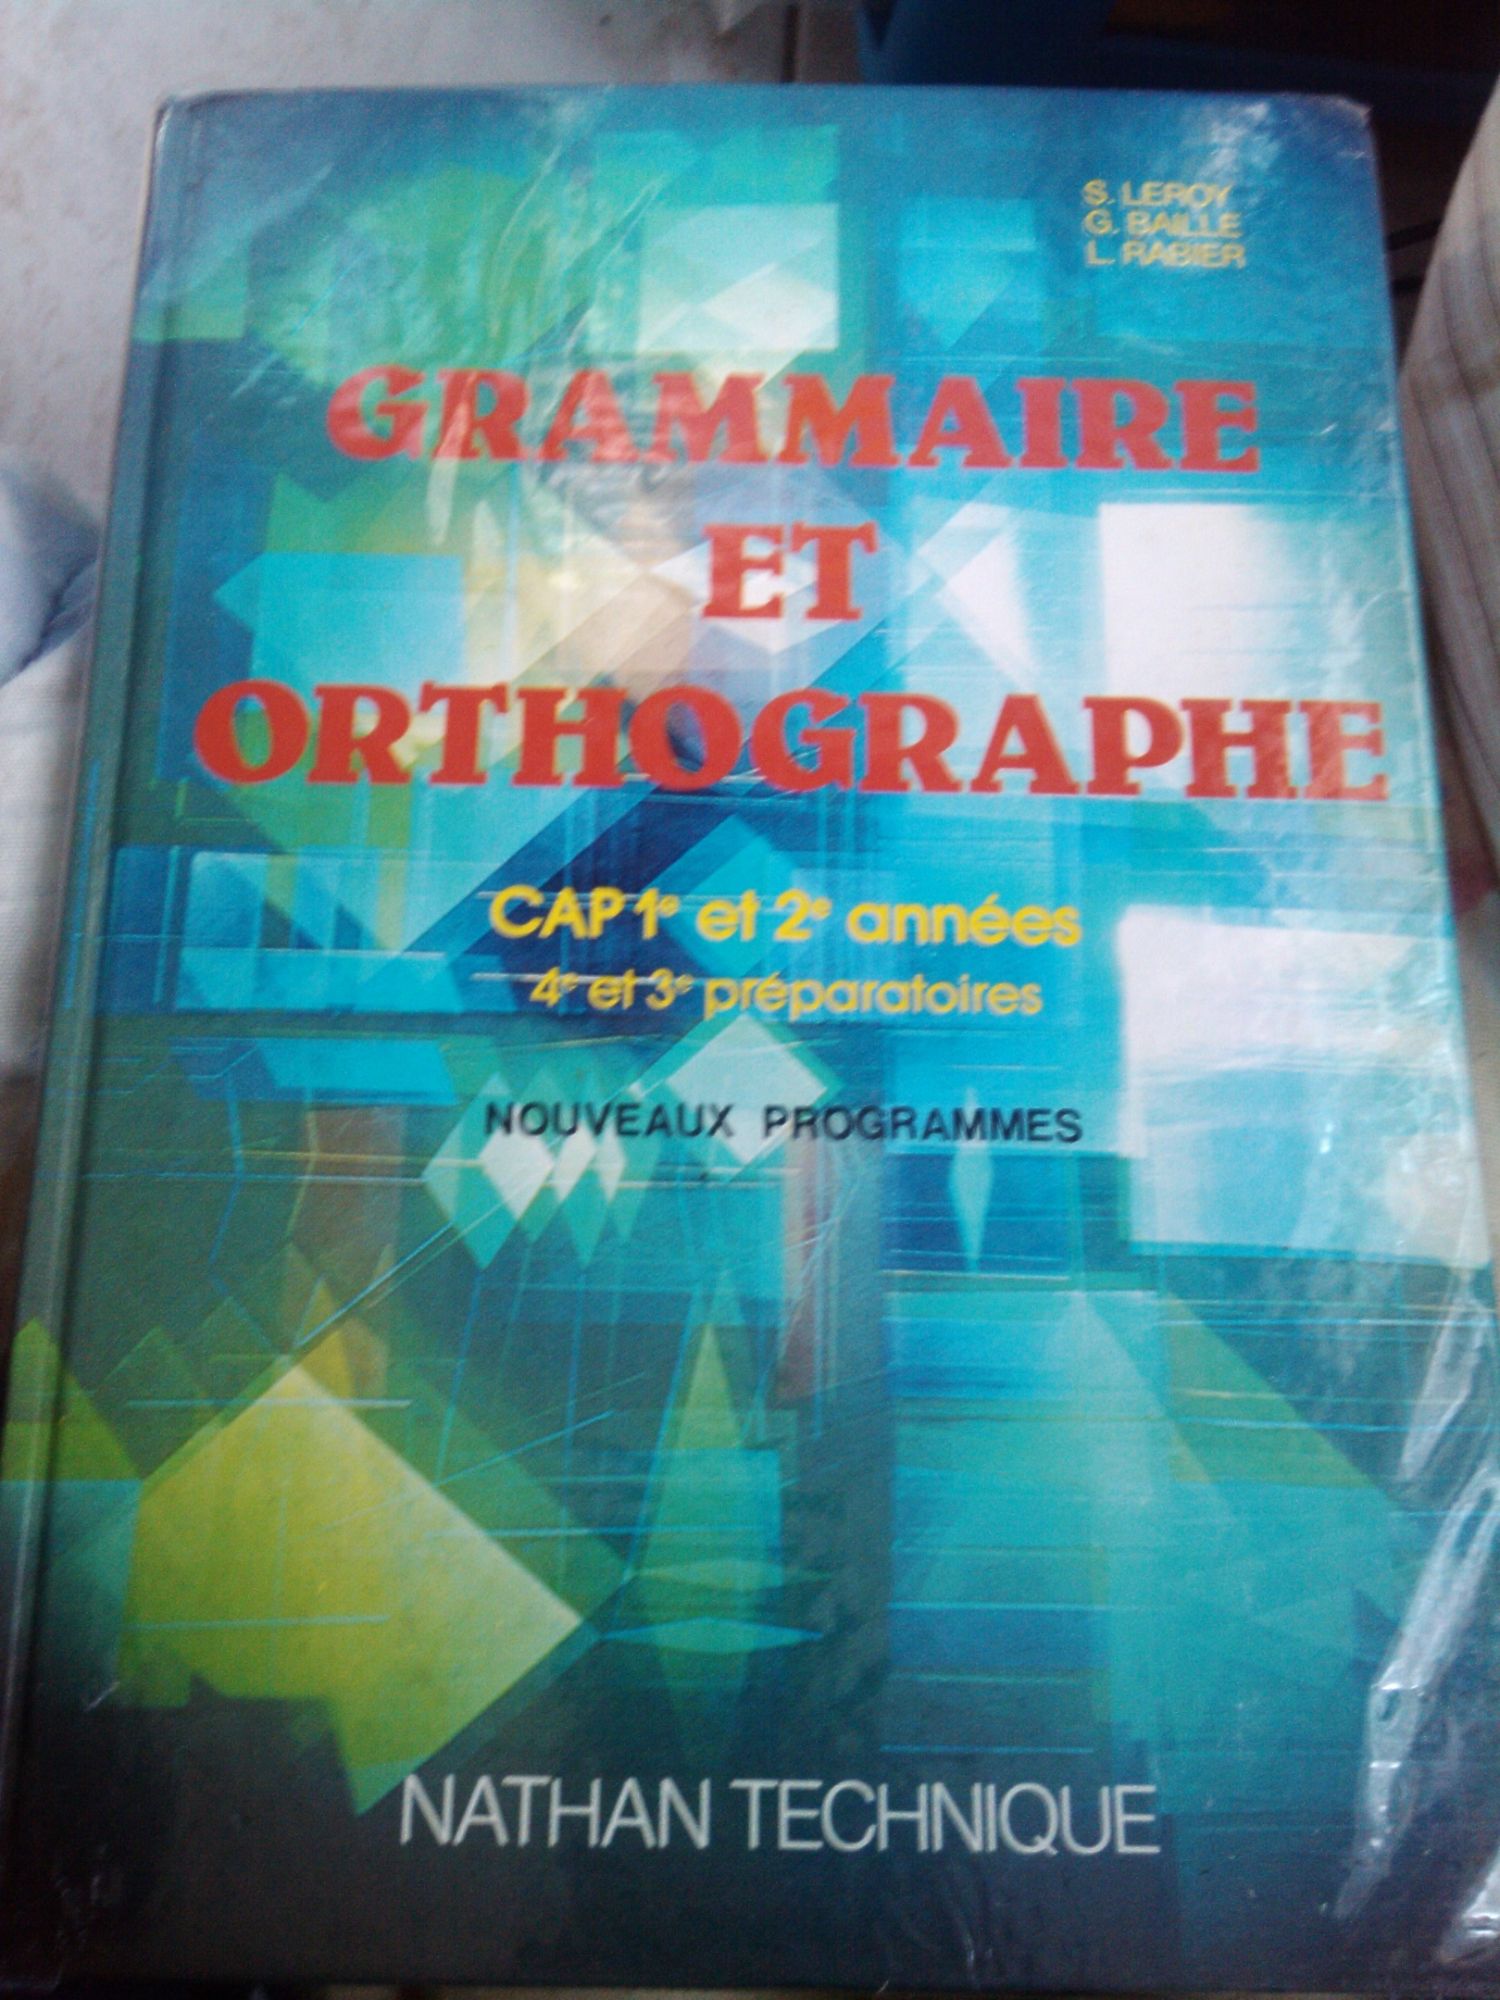 S. LEROY
G. BAILLE
L. RABIER
GRAMMAIRE
ET
ORTHOGRAPHE
CAP 1e et 2e années
4e et 3e préparatoires
NOUVEAUX PROGRAMMES
NATHAN TECHNIQUE